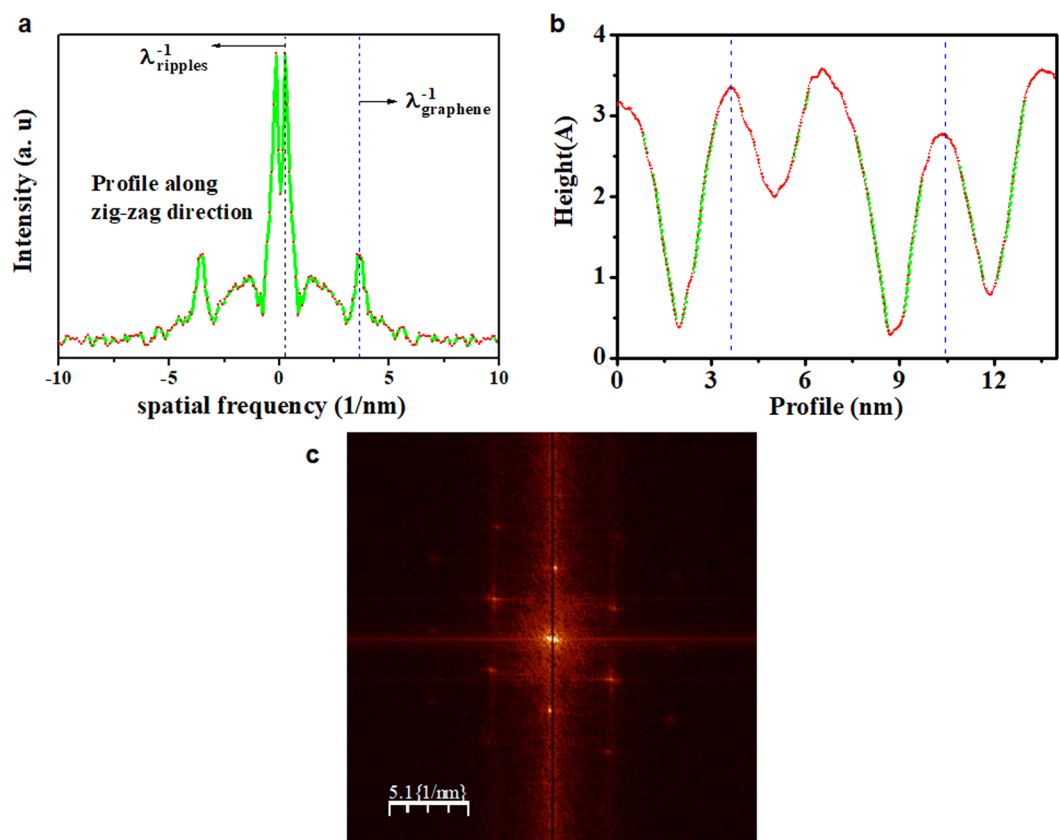 a
λ⁻¹ripples
λ⁻¹graphene
Profile along
zig-zag direction
Intensity (a. u)
-10 -5 0 5 10
spatial frequency (1/nm)
b
4
3
2
1
0
Height(A)
0 3 6 9 12
Profile (nm)
c
5.1{1/nm}